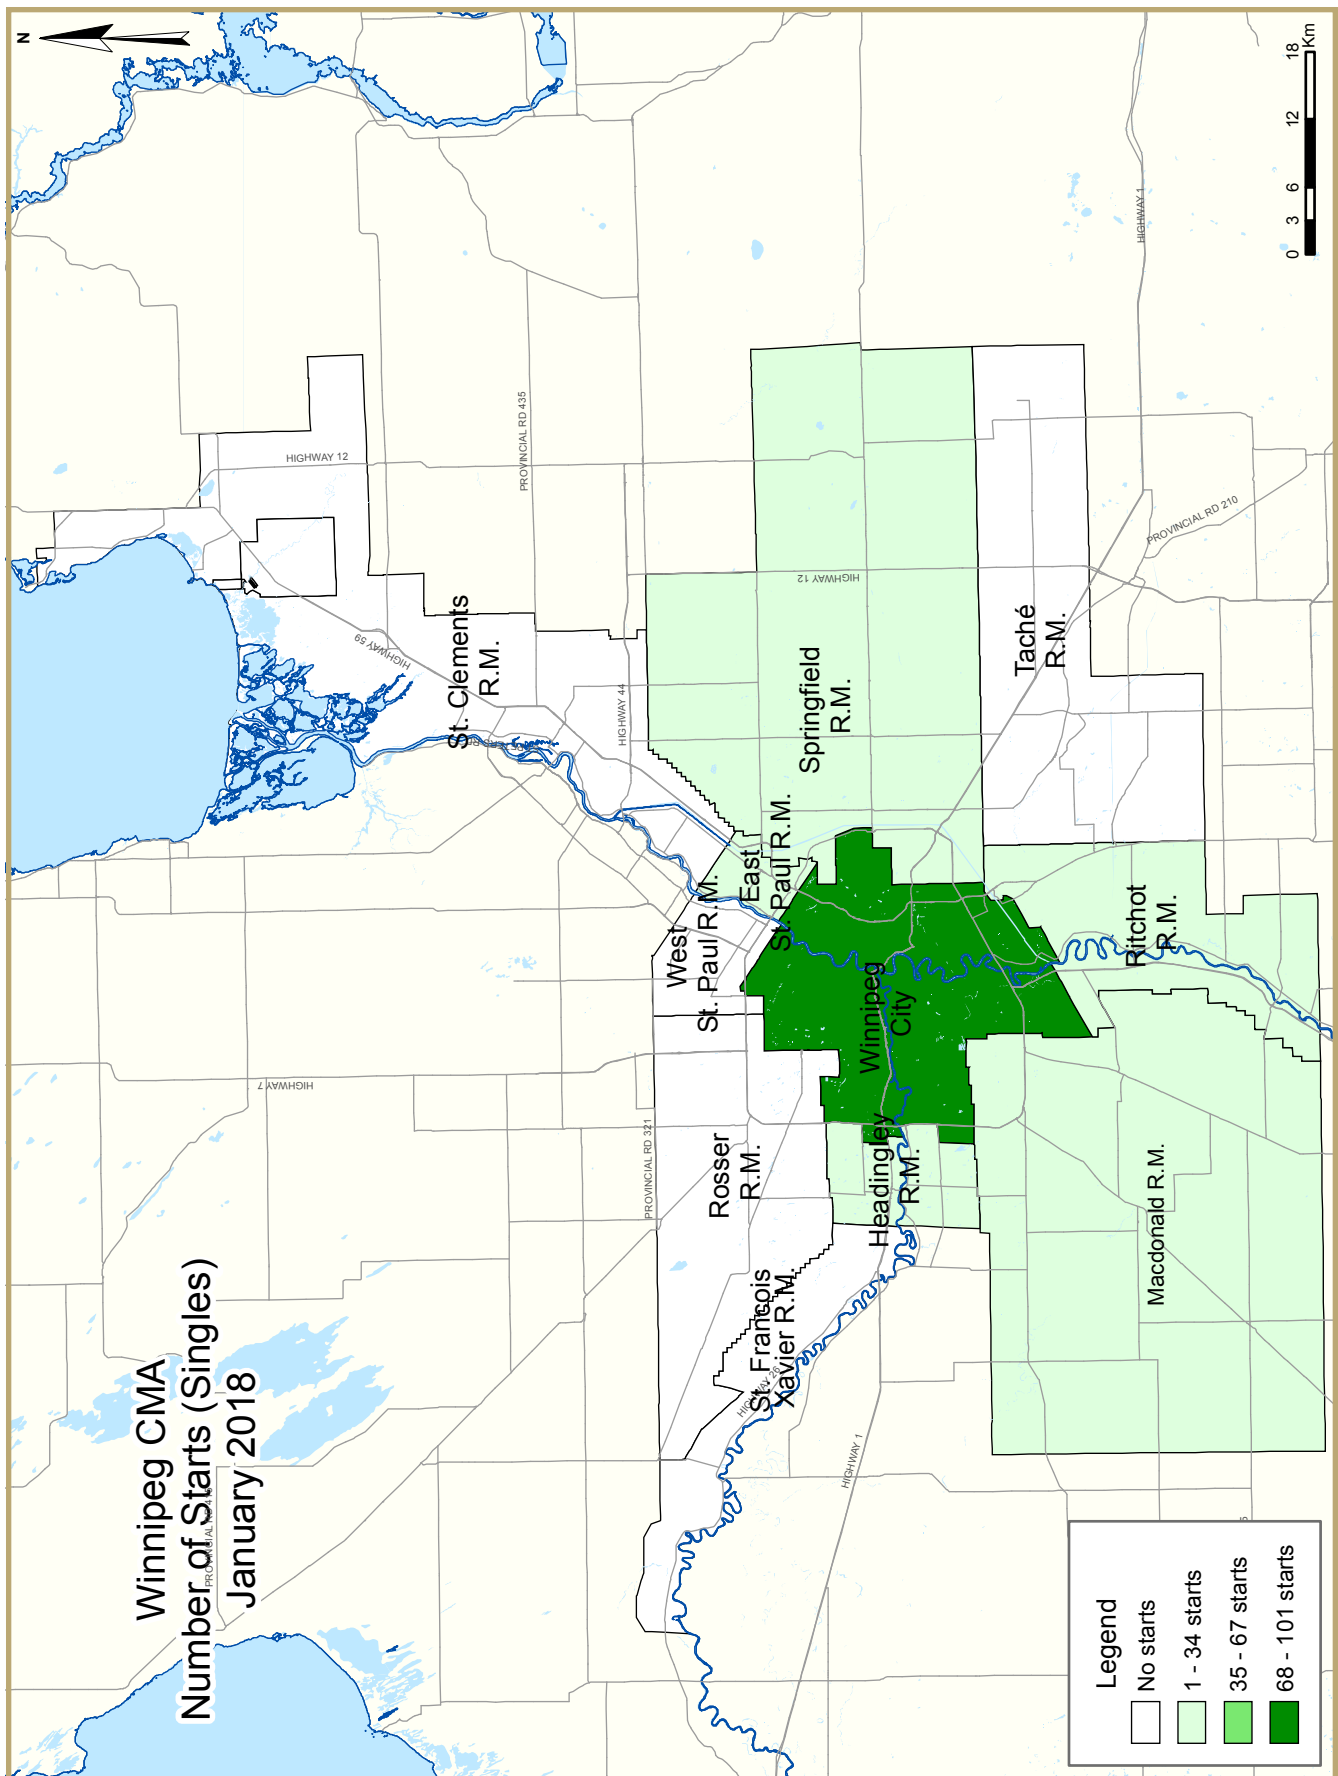 Winnipeg CMA
Number of Starts (Singles)
January 2018
N
HIGHWAY 12
PROVINCIAL RD 435
HIGHWAY 59
St. Clements
R.M.
HIGHWAY 44
HIGHWAY 7
PROVINCIAL RD 321
West
St. Paul R.M.
East
St. Paul R.M.
Springfield
R.M.
HIGHWAY 12
HIGHWAY 1
Rosser
R.M.
St. Francois
Xavier R.M.
HIGHWAY 26
HIGHWAY 1
Headingley
R.M.
Winnipeg
City
Taché
R.M.
PROVINCIAL RD 210
Ritchot
R.M.
Macdonald R.M.
Legend
No starts
1 - 34 starts
35 - 67 starts
68 - 101 starts
0 3 6 12 18
Km